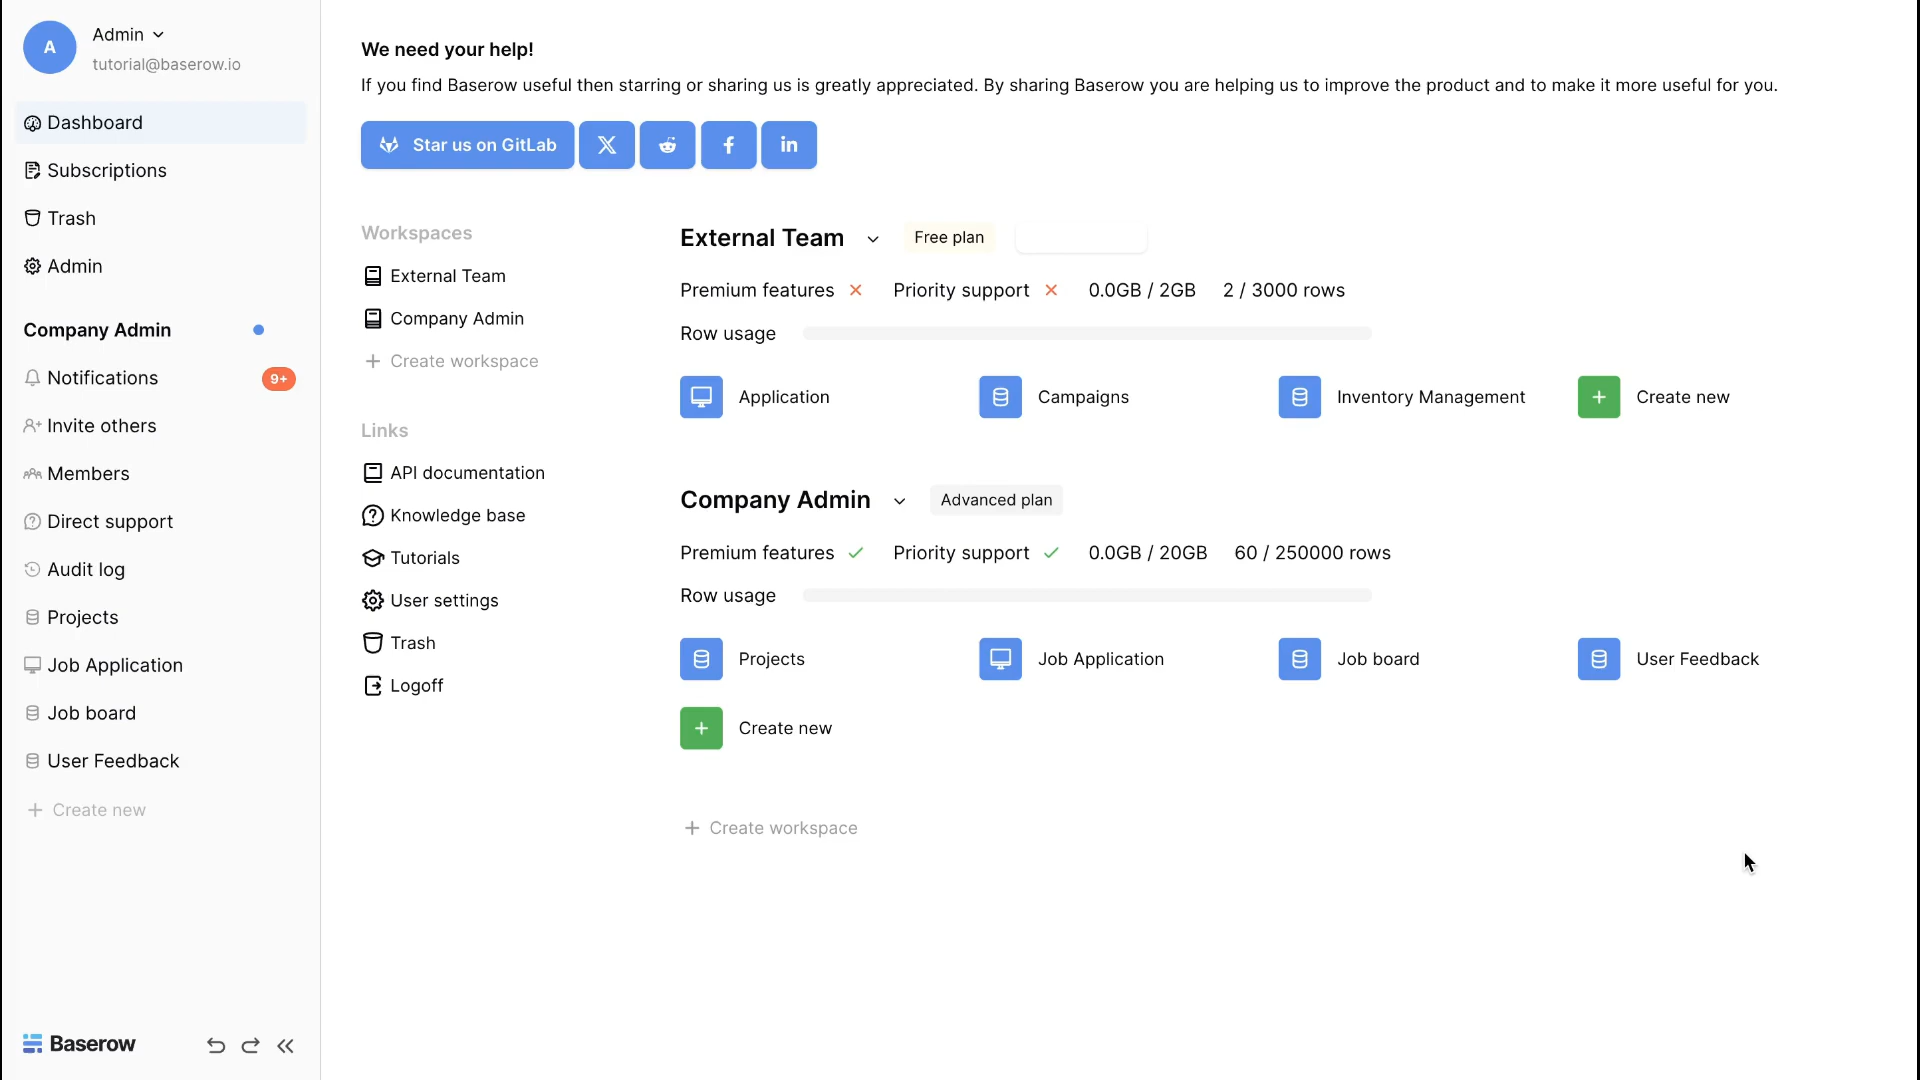 A
Admin
tutorial@baserow.io
Dashboard
Subscriptions
Trash
Admin
Company Admin
Notifications
9+
Invite others
Members
Direct support
Audit log
Projects
Job Application
Job board
User Feedback
+ Create new
Baserow
We need your help!
If you find Baserow useful then starring or sharing us is greatly appreciated. By sharing Baserow you are helping us to improve the product and to make it more useful for you.
Star us on GitLab
X
f
in
Workspaces
External Team
Company Admin
+ Create workspace
Links
API documentation
Knowledge base
Tutorials
User settings
Trash
Logoff
External Team
Free plan
Premium features
Priority support
0.0GB / 2GB
2 / 3000 rows
Row usage
Application
Campaigns
Inventory Management
+ Create new
Company Admin
Advanced plan
Premium features
Priority support
0.0GB / 20GB
60 / 250000 rows
Row usage
Projects
Job Application
Job board
User Feedback
+ Create new
+ Create workspace